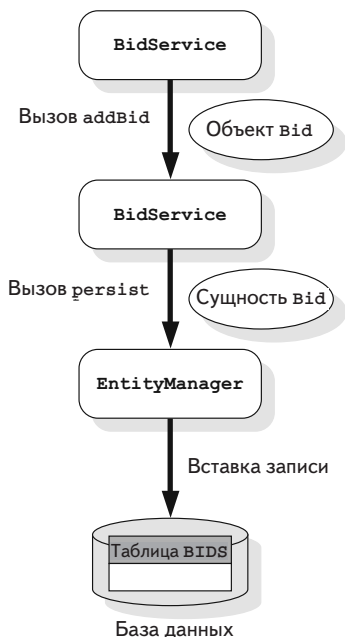 BidService
Вызов addBid
Объект Bid
BidService
Вызов persist
Сущность Bid
EntityManager
Вставка записи
Таблица BIDS
База данных